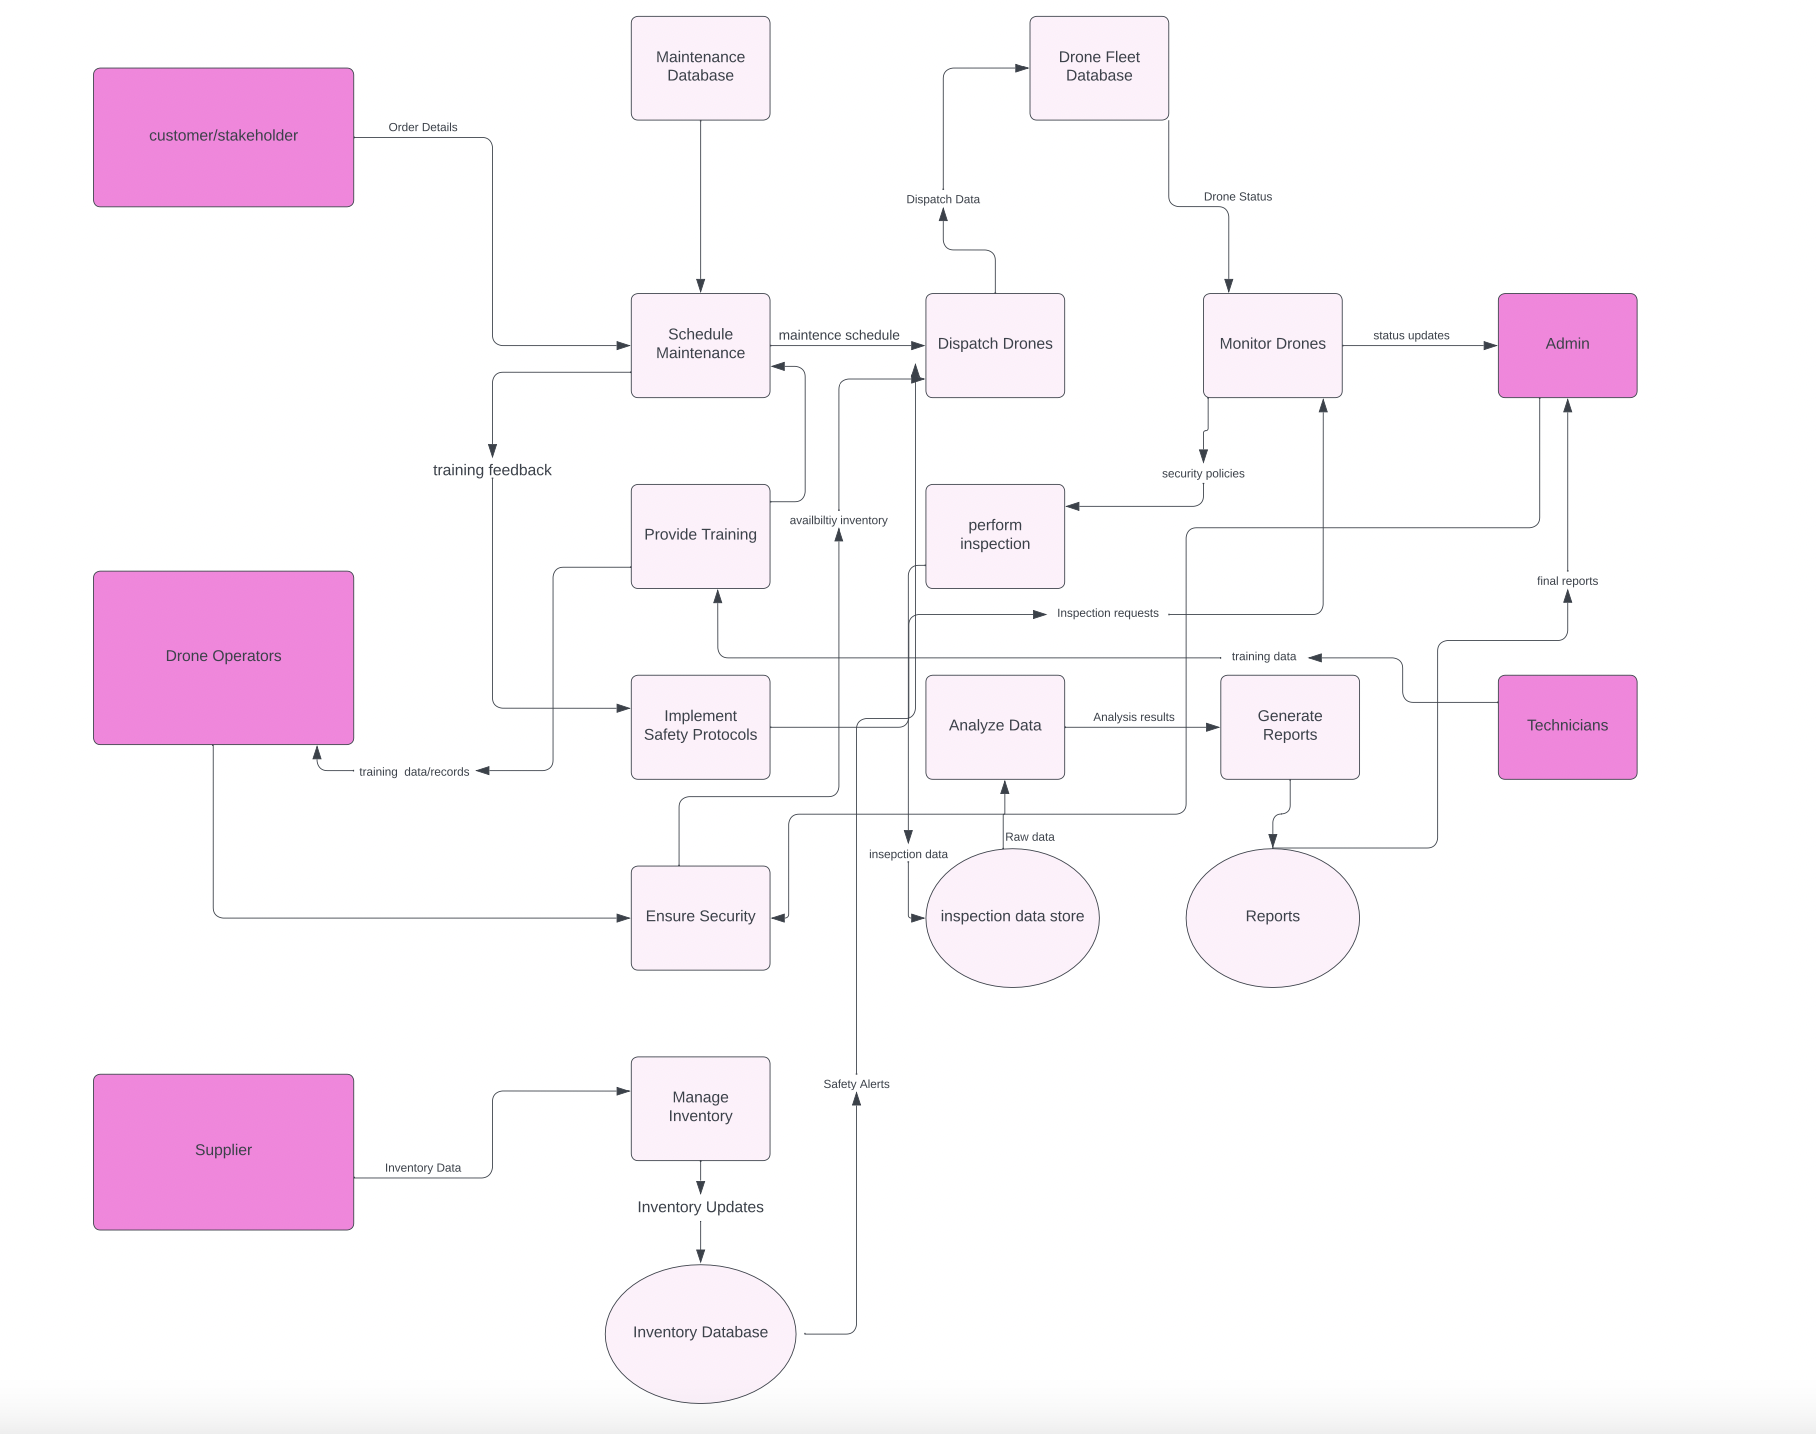 Maintenance
Database
Drone Fleet
Database
customer/stakeholder
Order Details
Dispatch Data
Drone Status
Schedule
Maintenance
maintence schedule
Dispatch Drones
Monitor Drones
status updates
Admin
training feedback
security policies
Provide Training
availbiltiy inventory
perform
inspection
final reports
Inspection requests
Drone Operators
training data
Implement
Safety Protocols
Analyze Data
Analysis results
Generate
Reports
Technicians
training  data/records
Raw data
insepction data
Ensure Security
inspection data store
Reports
Safety Alerts
Manage
Inventory
Supplier
Inventory Data
Inventory Updates
Inventory Database